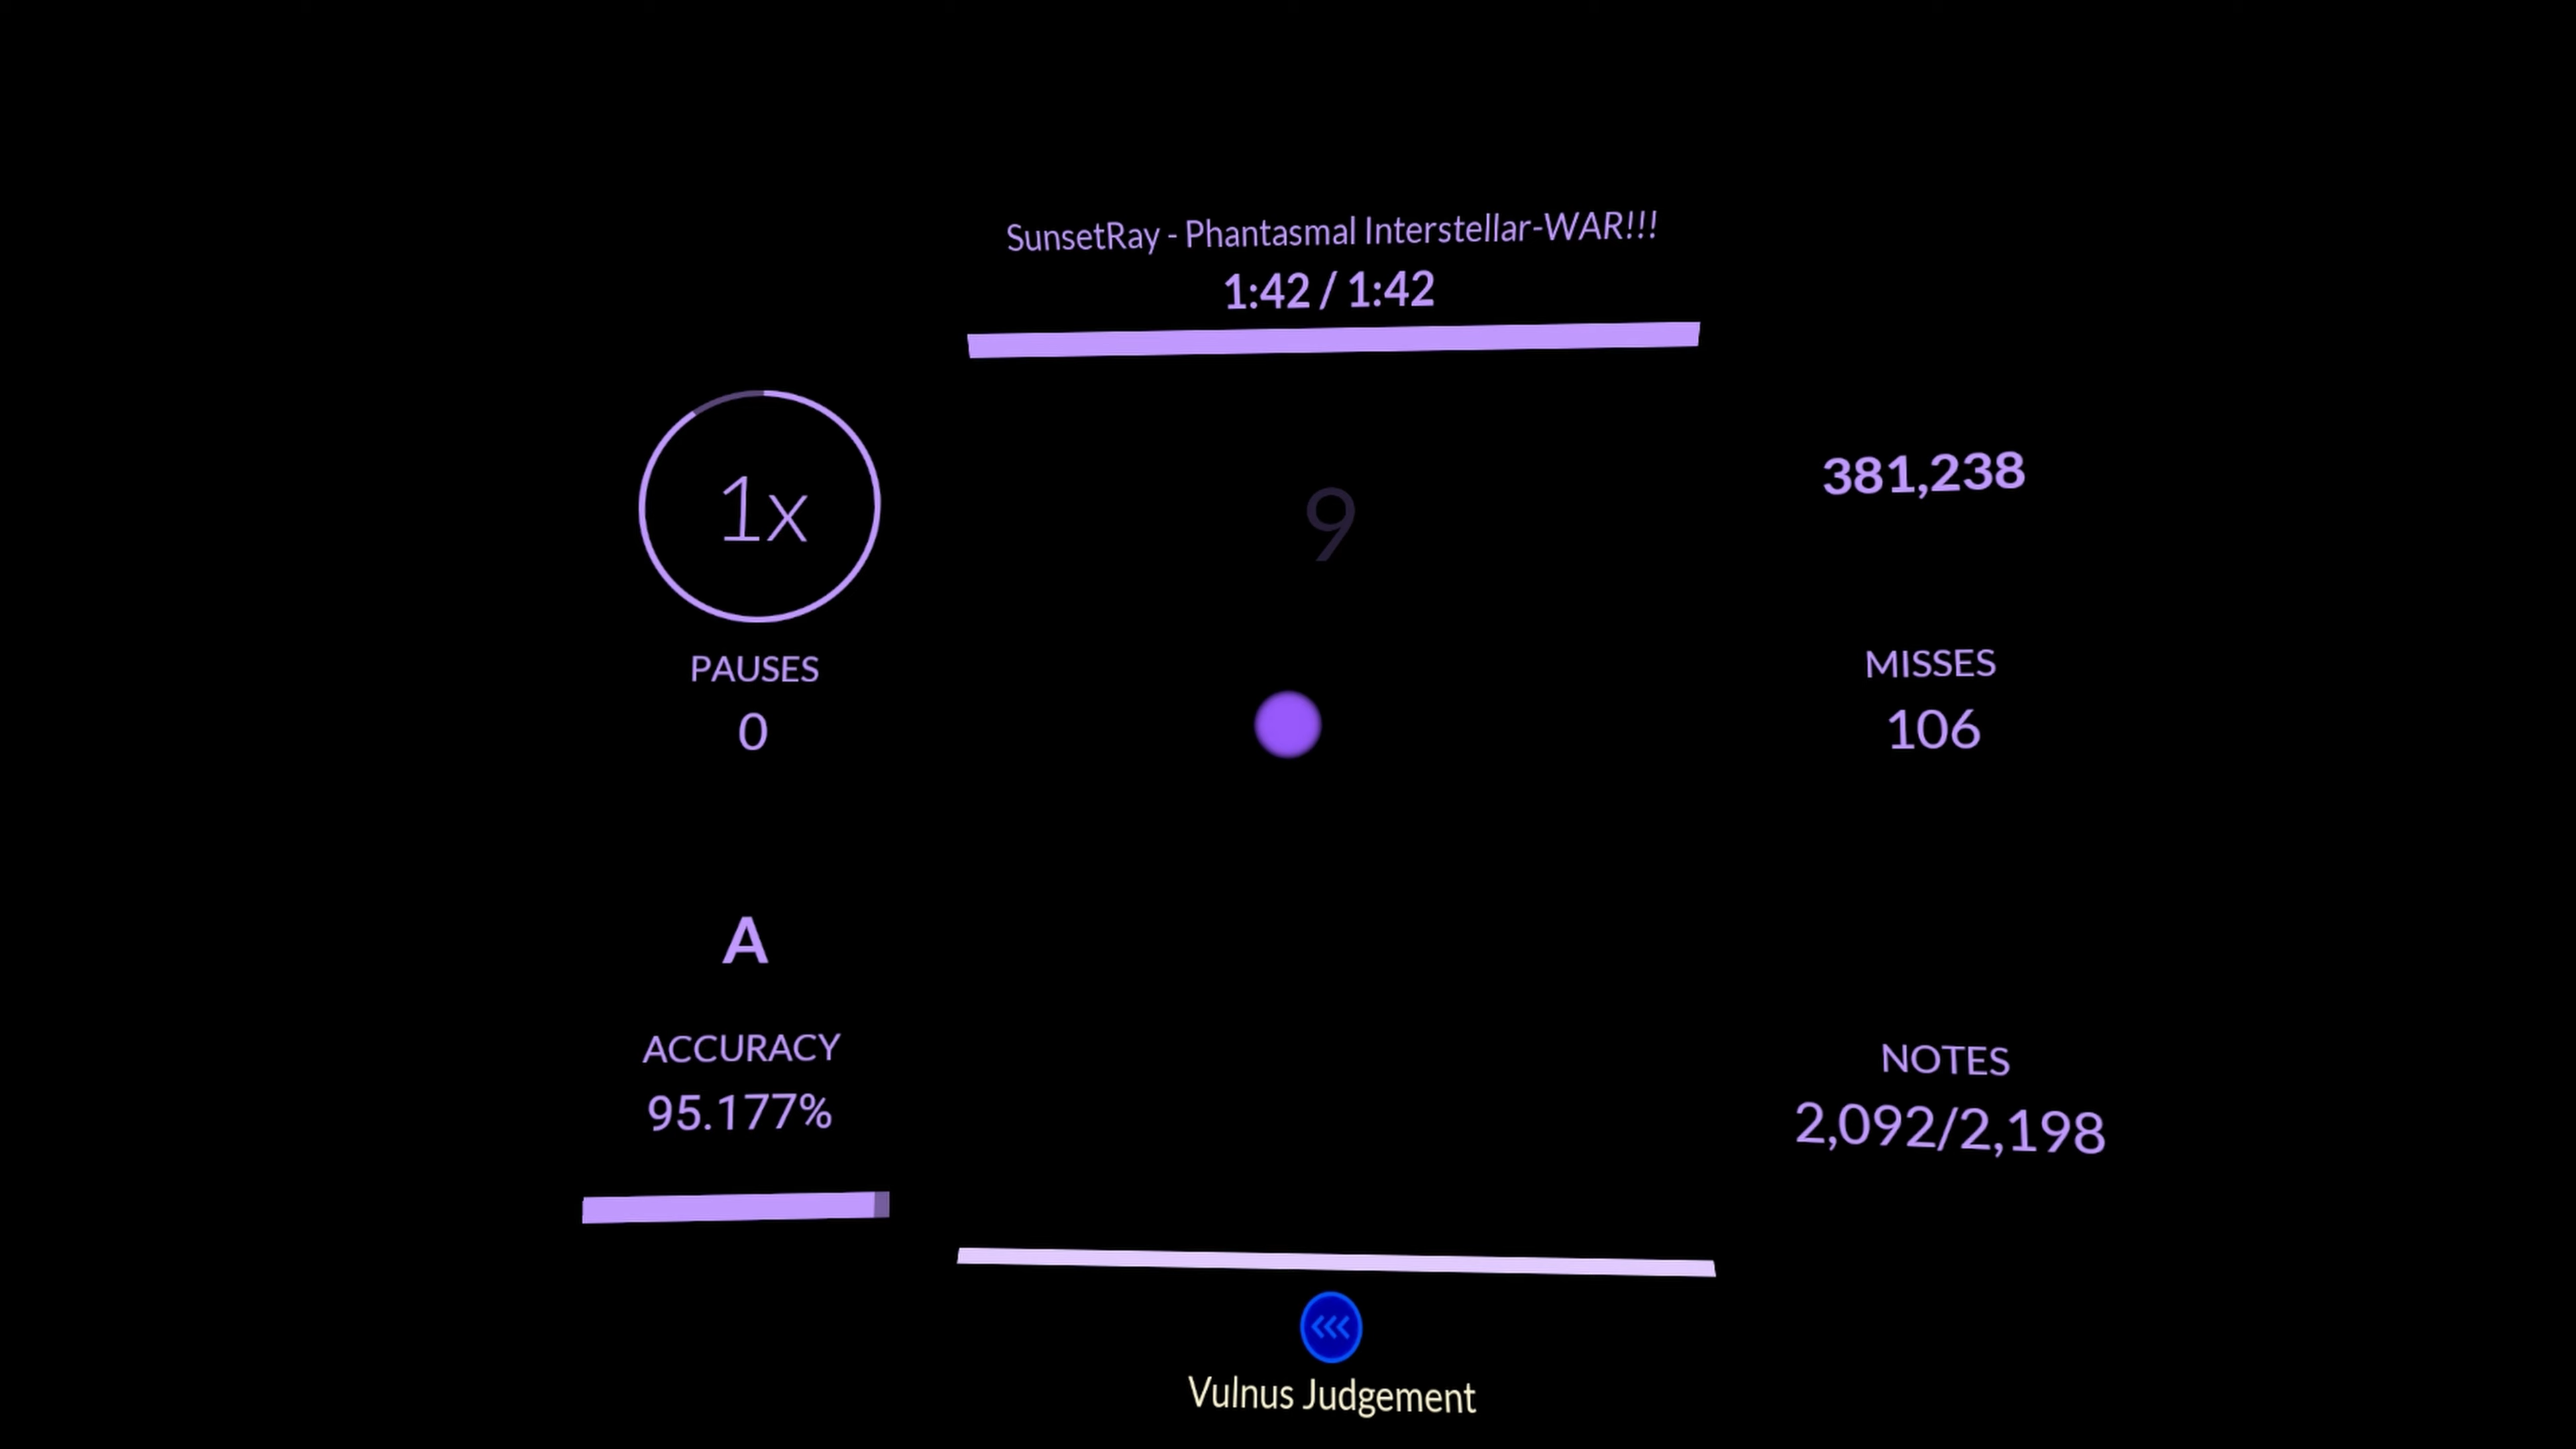 SunsetRay - Phantasmal Interstellar-WAR!!!
1:42 / 1:42
1x
9
381,238
PAUSES
0
MISSES
106
A
ACCURACY
95.177%
NOTES
2,092/2,198
Vulnus Judgement